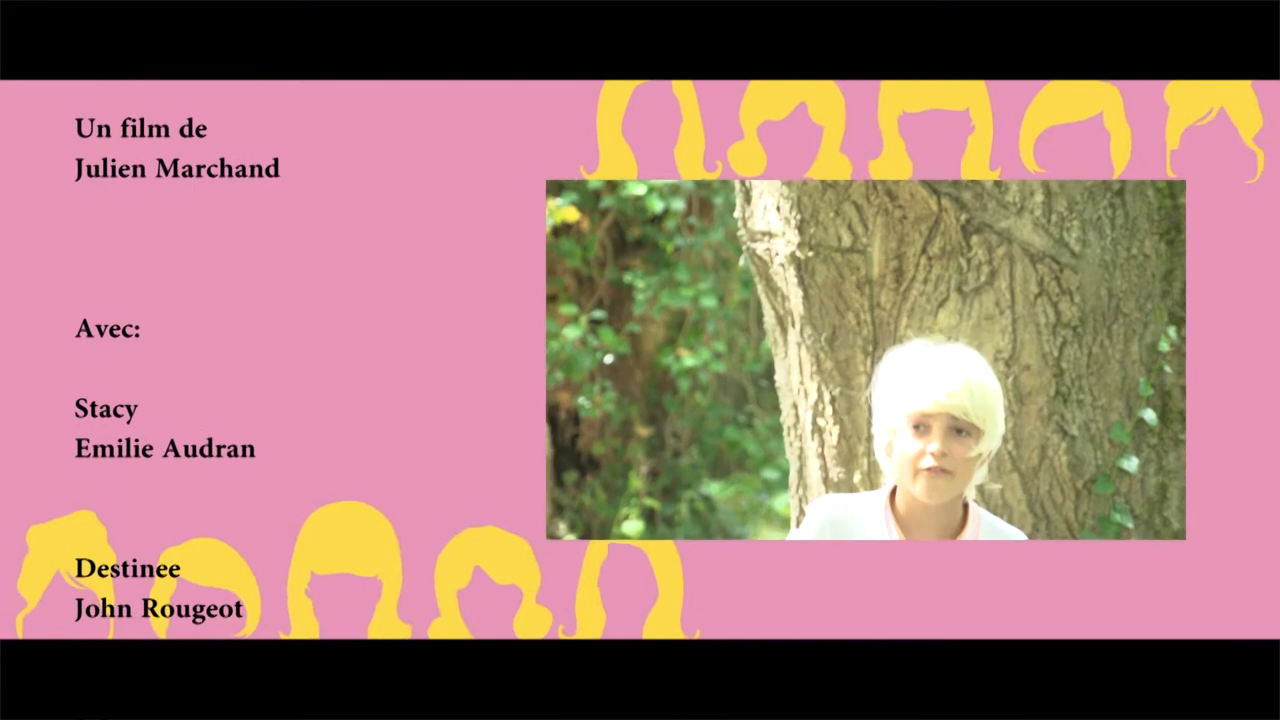 Un film de
Julien Marchand
Avec:
Stacy
Emilie Audran
Destinee
John Rougeot